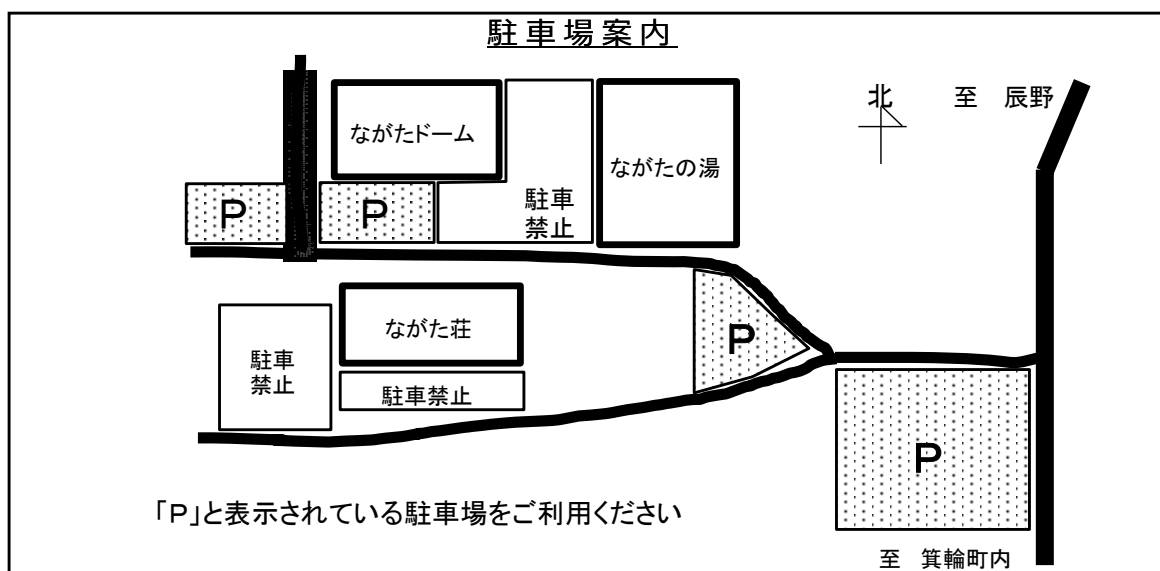 駐車場案内
北
至 辰野
ながたドーム
ながたの湯
P
P
駐車
禁止
ながた荘
P
駐車
禁止
駐車禁止
P
「P」と表示されている駐車場をご利用ください
至 箕輪町内